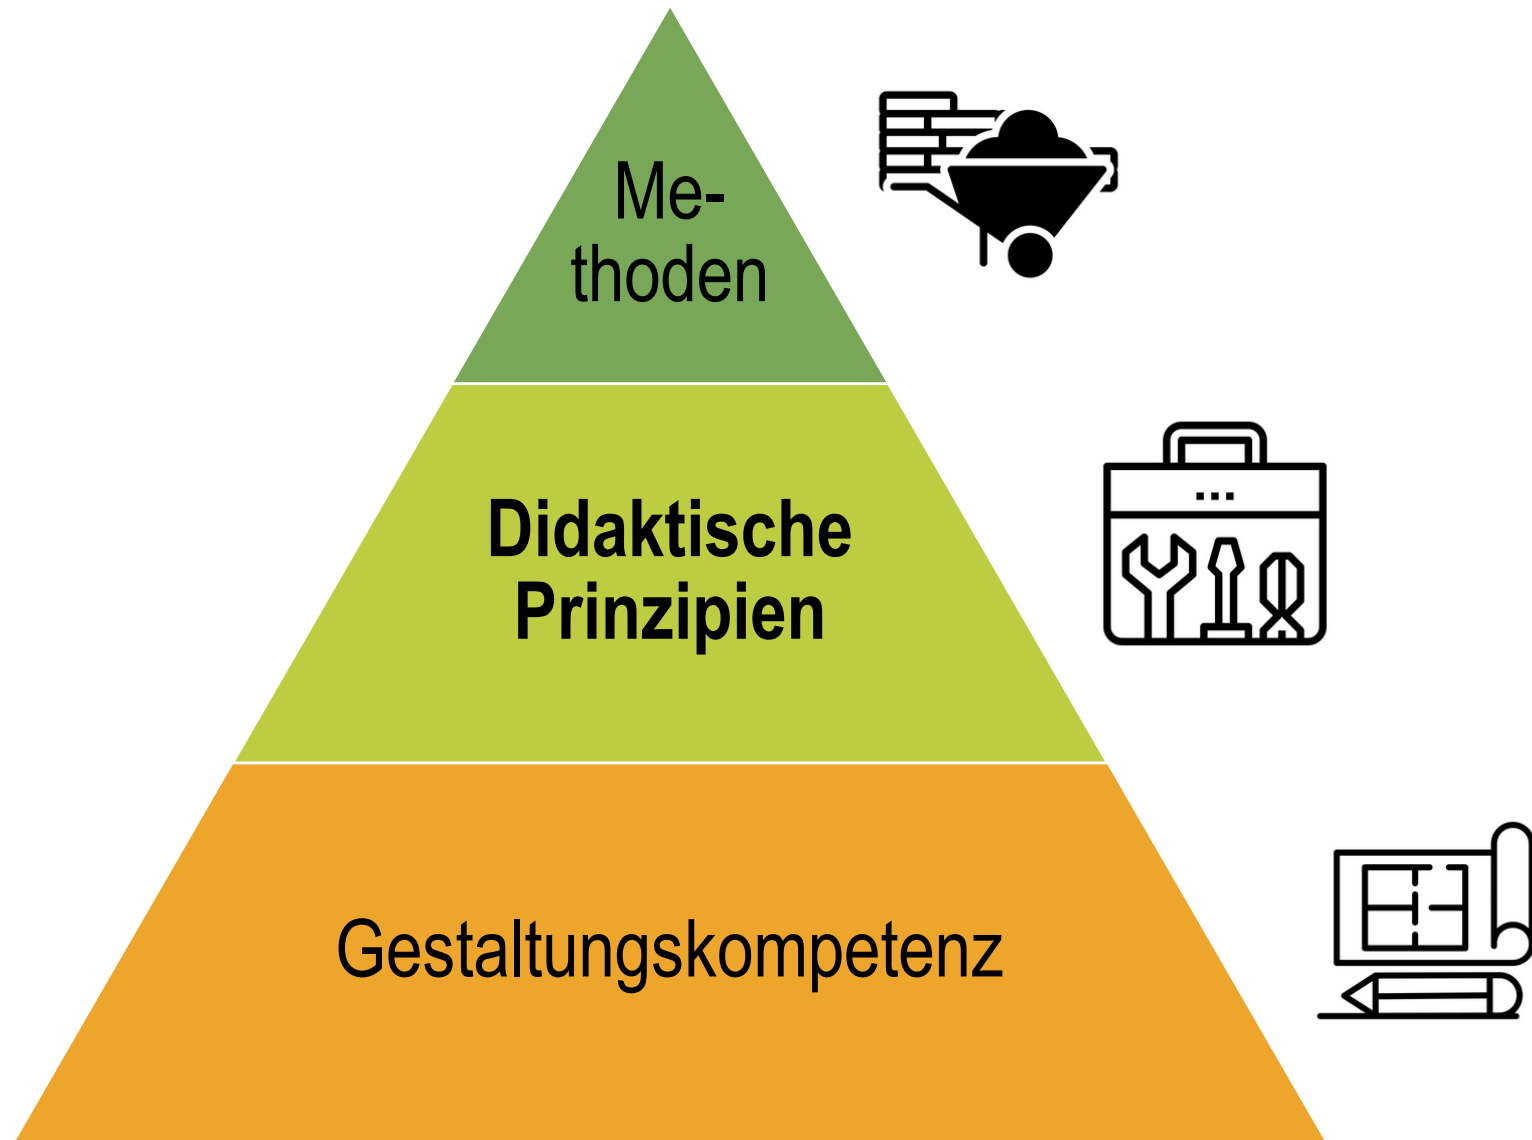 Me-
thoden
Didaktische
Prinzipien
Gestaltungskompetenz